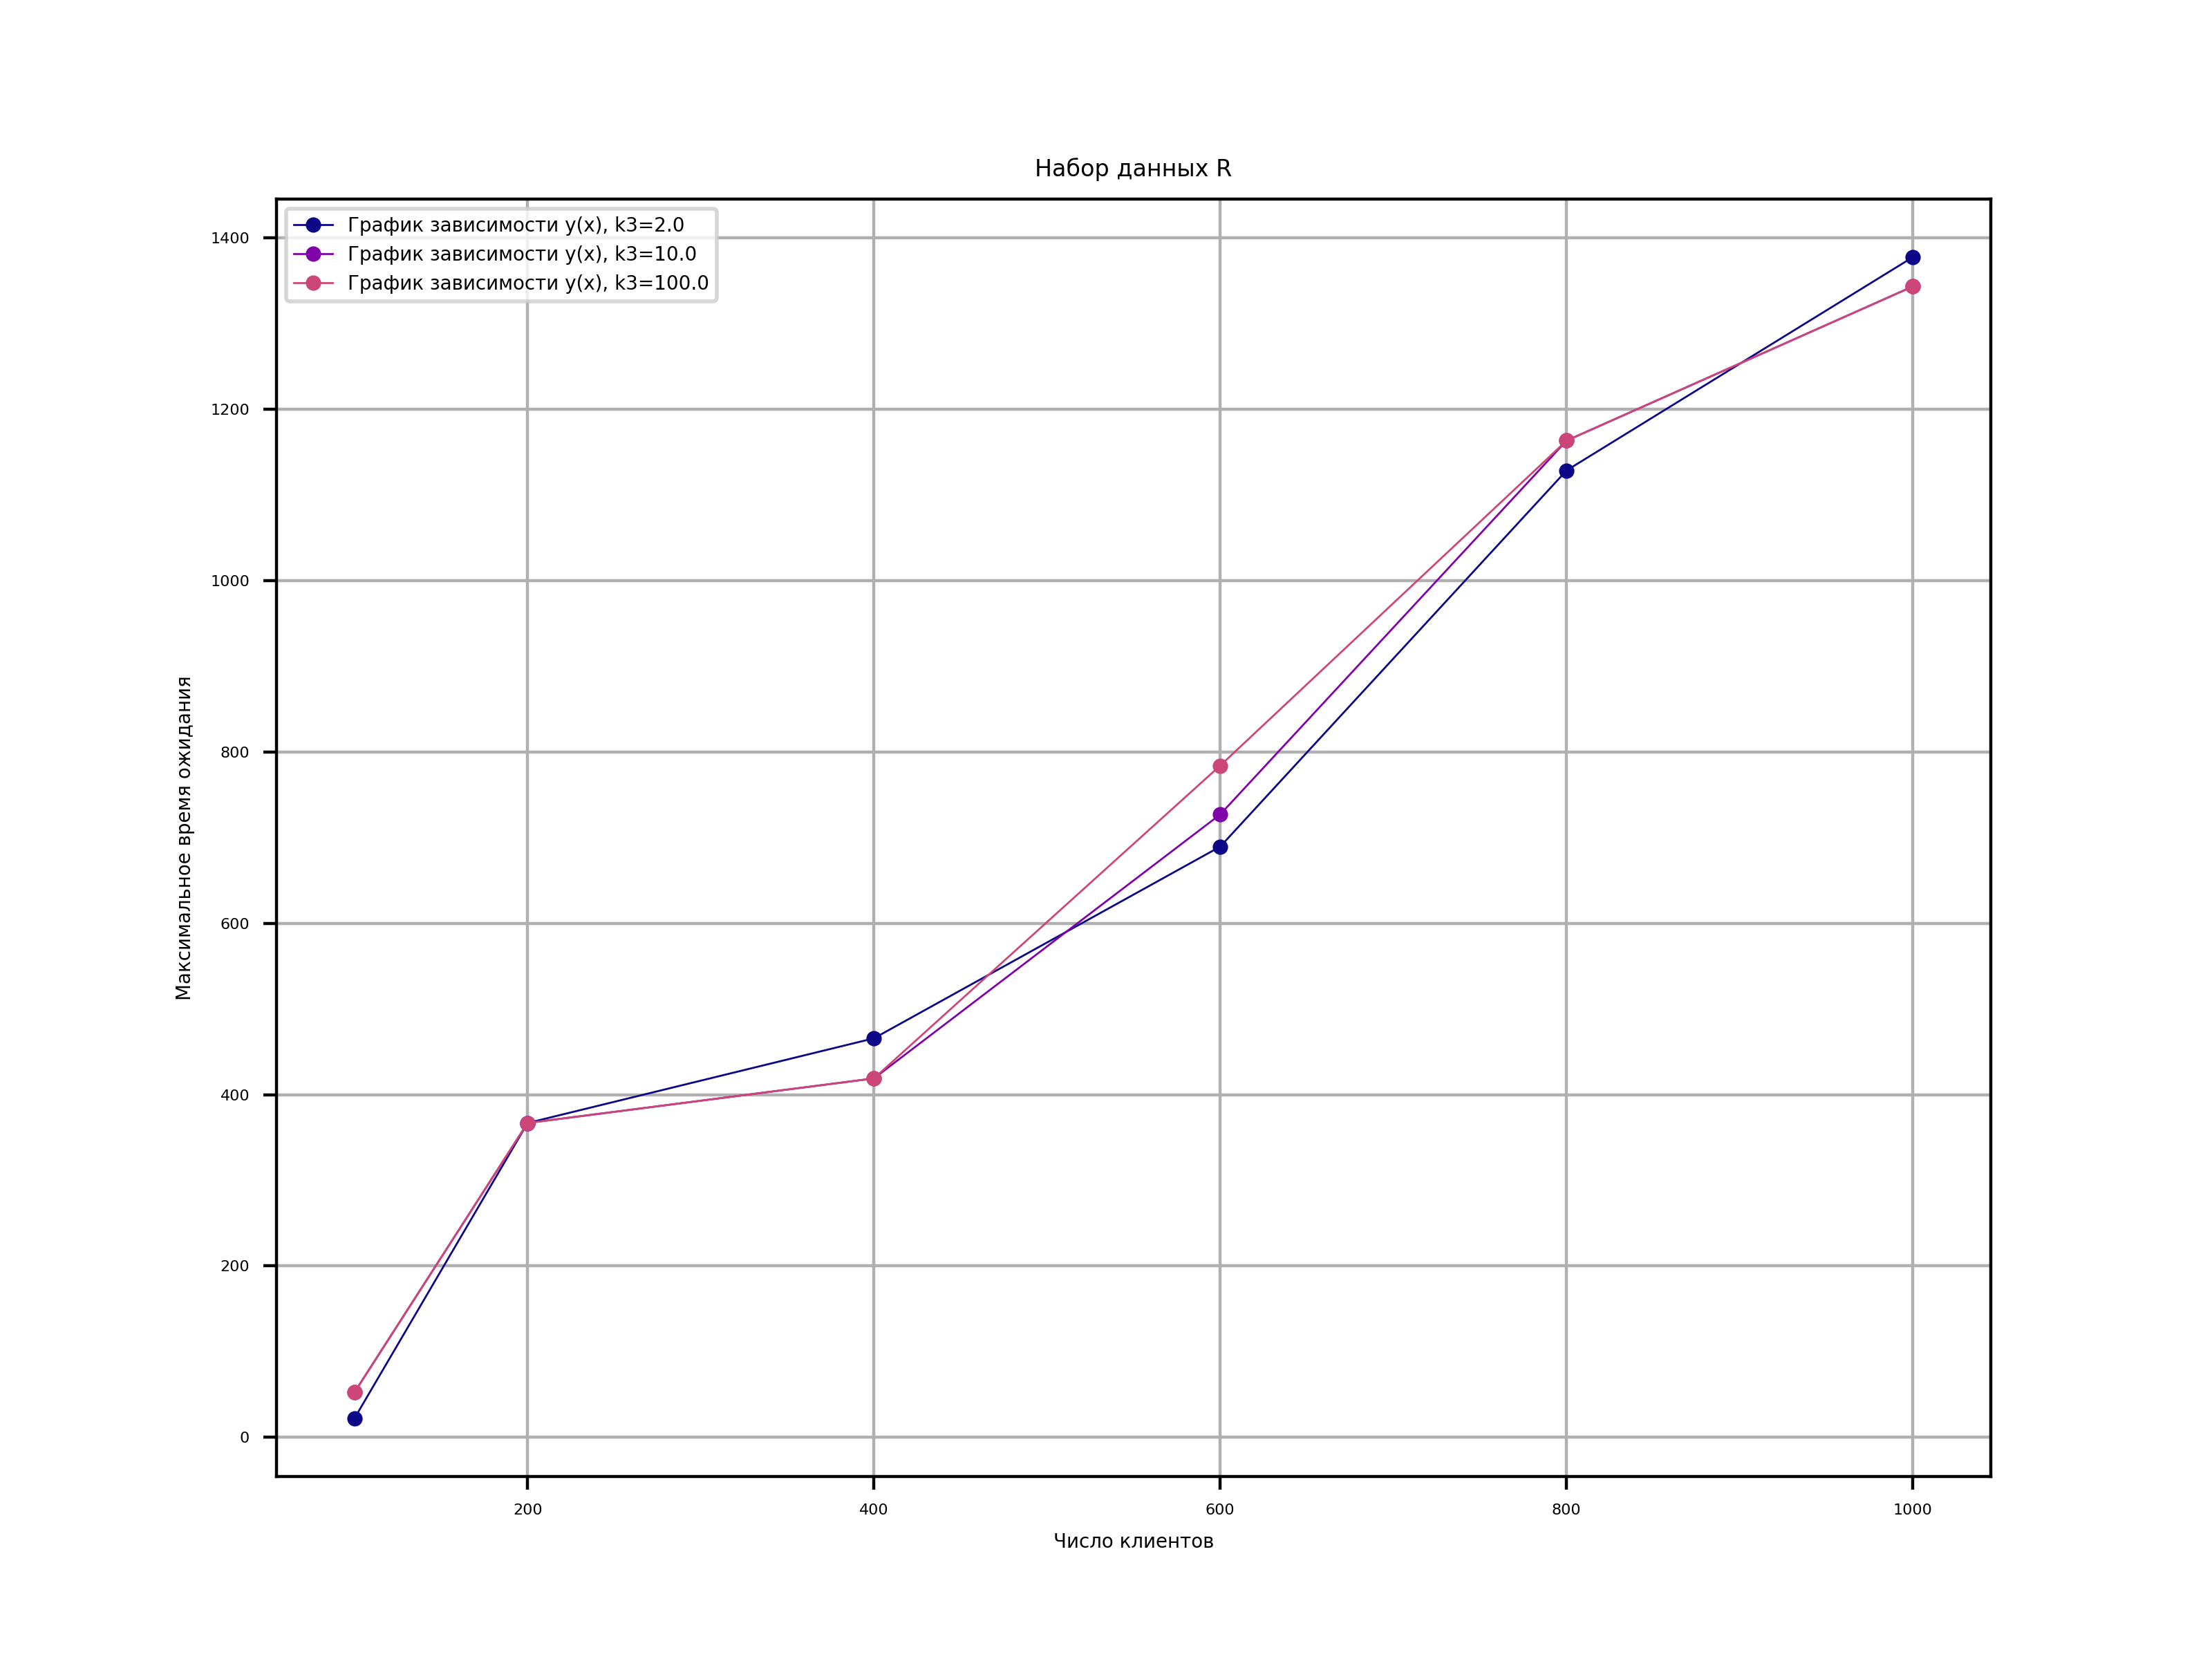 Набор данных R
График зависимости y(x), k3=2.0
График зависимости y(x), k3=10.0
График зависимости y(x), k3=100.0
Максимальное время ожидания
1400
1200
1000
800
600
400
200
0
200 400 600 800 1000
Число клиентов